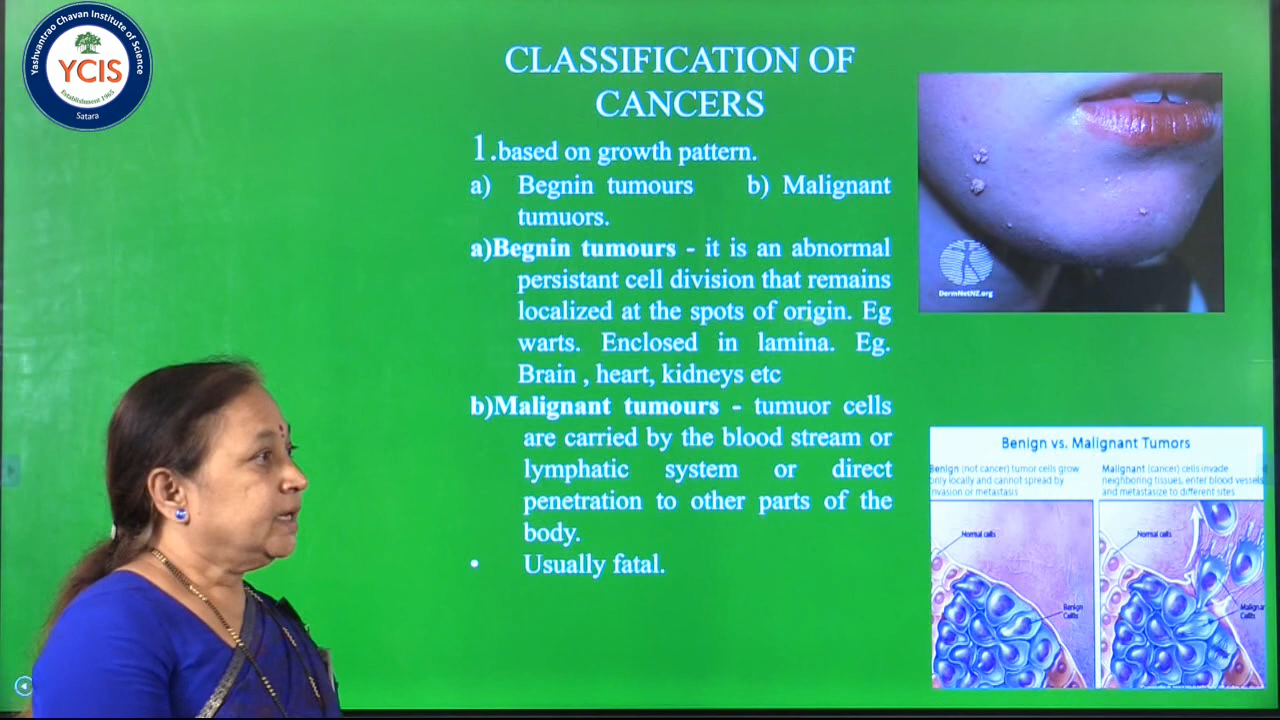 Yashvantrao Chavan Institute of Science
YCIS
Establishment 1965
Satara
CLASSIFICATION OF
CANCERS
1.based on growth pattern.
a) Begnin tumours b) Malignant
tumuors.
a)Begnin tumours - it is an abnormal
persistant cell division that remains
localized at the spots of origin. Eg
warts. Enclosed in lamina. Eg.
Brain , heart, kidneys etc
b)Malignant tumours - tumuor cells
are carried by the blood stream or
lymphatic system or direct
penetration to other parts of the
body.
• Usually fatal.
DermNetNZ.org
Benign vs. Malignant Tumors
Benign (not cancer) tumor cells grow
only locally and cannot spread by
invasion or metastasis
Malignant (cancer) cells invade
neighboring tissues, enter blood vessels
and metastasize to different sites
Normal cells
Benign
Cells
Normal cells
Malignan
Cells